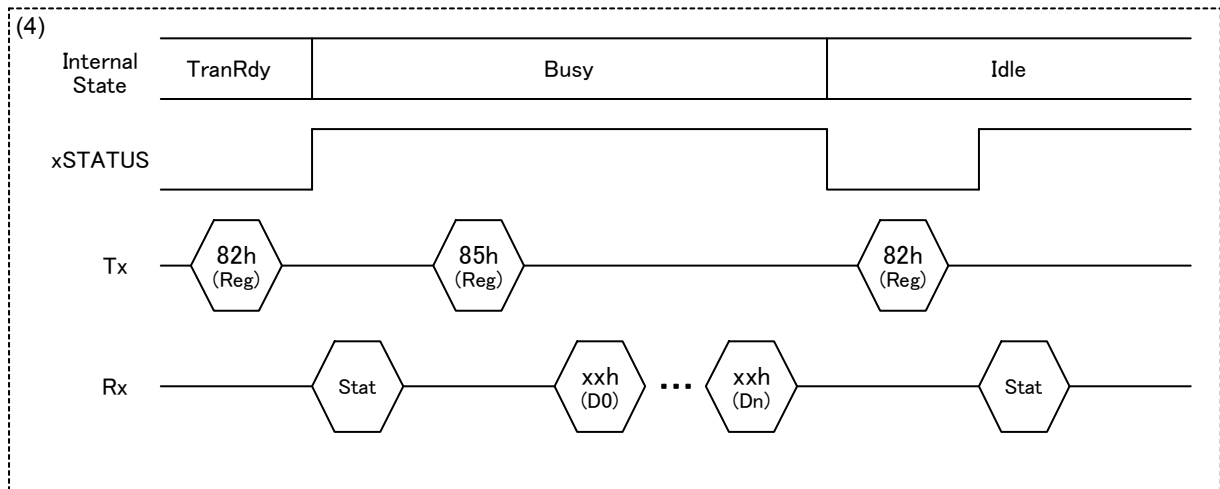 (4)
Internal
State
TranRdy
Busy
Idle
xSTATUS
Tx
82h
(Reg)
85h
(Reg)
82h
(Reg)
Rx
Stat
xxh
(D0)
•••
xxh
(Dn)
Stat